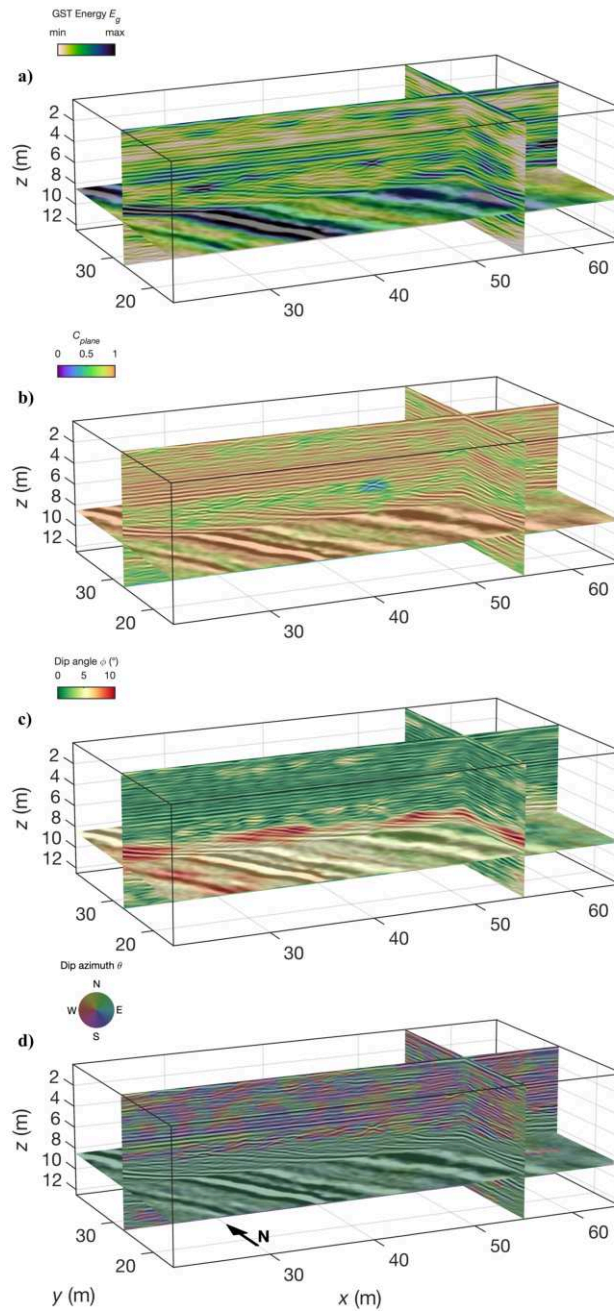 GST Energy E_g
min max
a)
z (m)
2
4
6
8
10
12
30
20
30
40
50
60
C_plane
0 0.5 1
b)
z (m)
2
4
6
8
10
12
30
20
30
40
50
60
Dip angle ϕ (°)
0 5 10
c)
z (m)
2
4
6
8
10
12
30
20
30
40
50
60
Dip azimuth θ
N
W E
S
d)
z (m)
2
4
6
8
10
12
30
20
N
30
40
50
60
y (m) x (m)